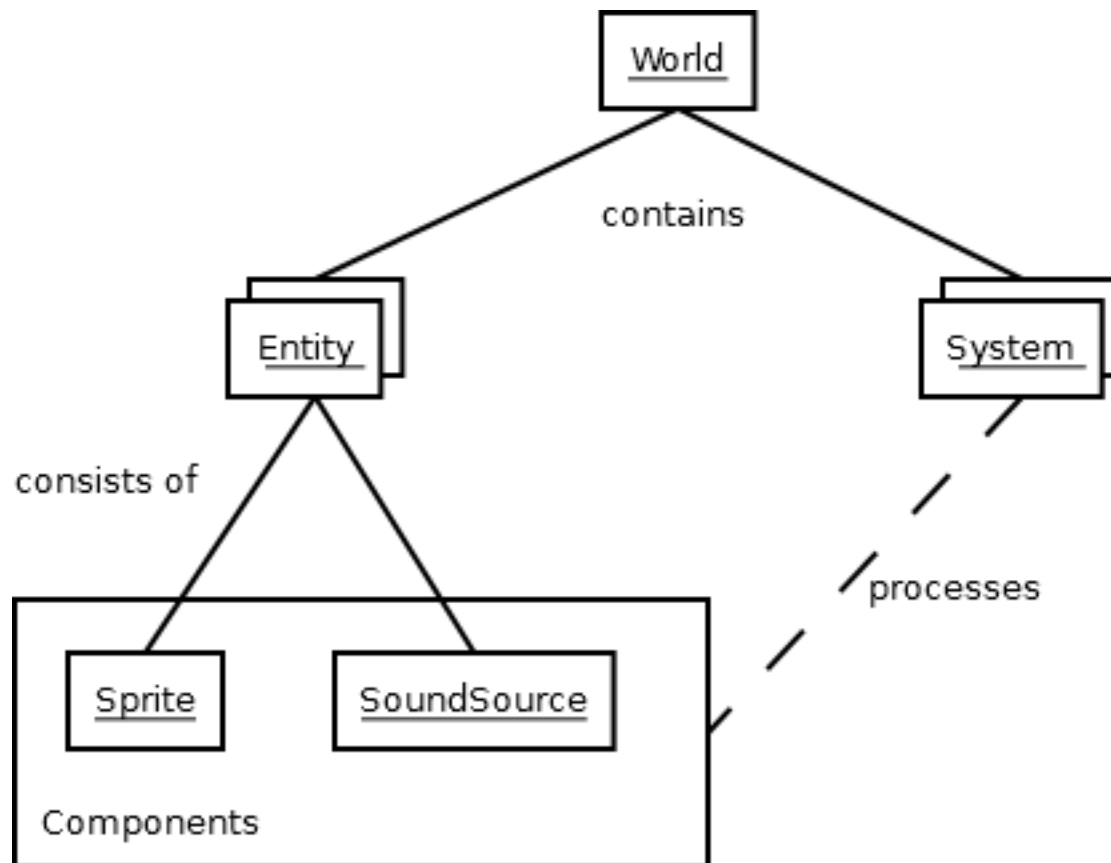 World
contains
Entity
System
consists of
processes
Sprite
SoundSource
Components